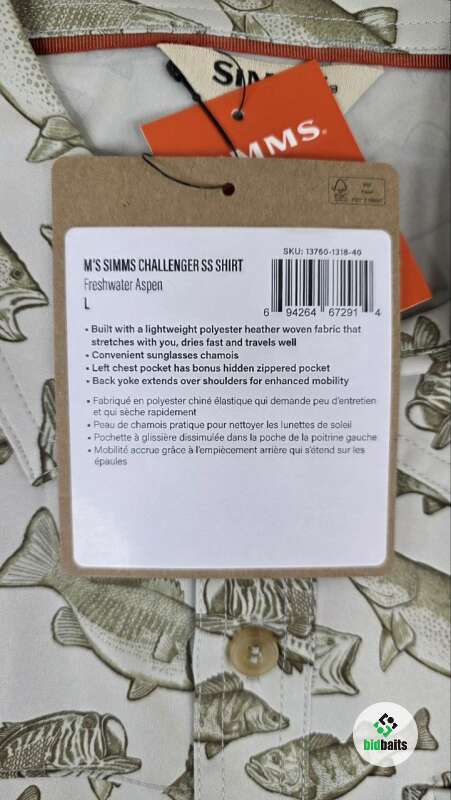 SIMMS
SIMMS
M'S SIMMS CHALLENGER SS SHIRT
Freshwater Aspen
L
SKU: 13760-1318-40
6 94264 67291 4
• Built with a lightweight polyester heather woven fabric that
stretches with you, dries fast and travels well
• Convenient sunglasses chamois
• Left chest pocket has bonus hidden zippered pocket
• Back yoke extends over shoulders for enhanced mobility
• Fabriqué en polyester chiné élastique qui demande peu d'entretien
et qui sèche rapidement
• Peau de chamois pratique pour nettoyer les lunettes de soleil
• Pochette à glissière dissimulée dans la poche de la poitrine gauche
• Mobilité accrue grâce à l'empiècement arrière qui s'étend sur les
épaules
bidbaits